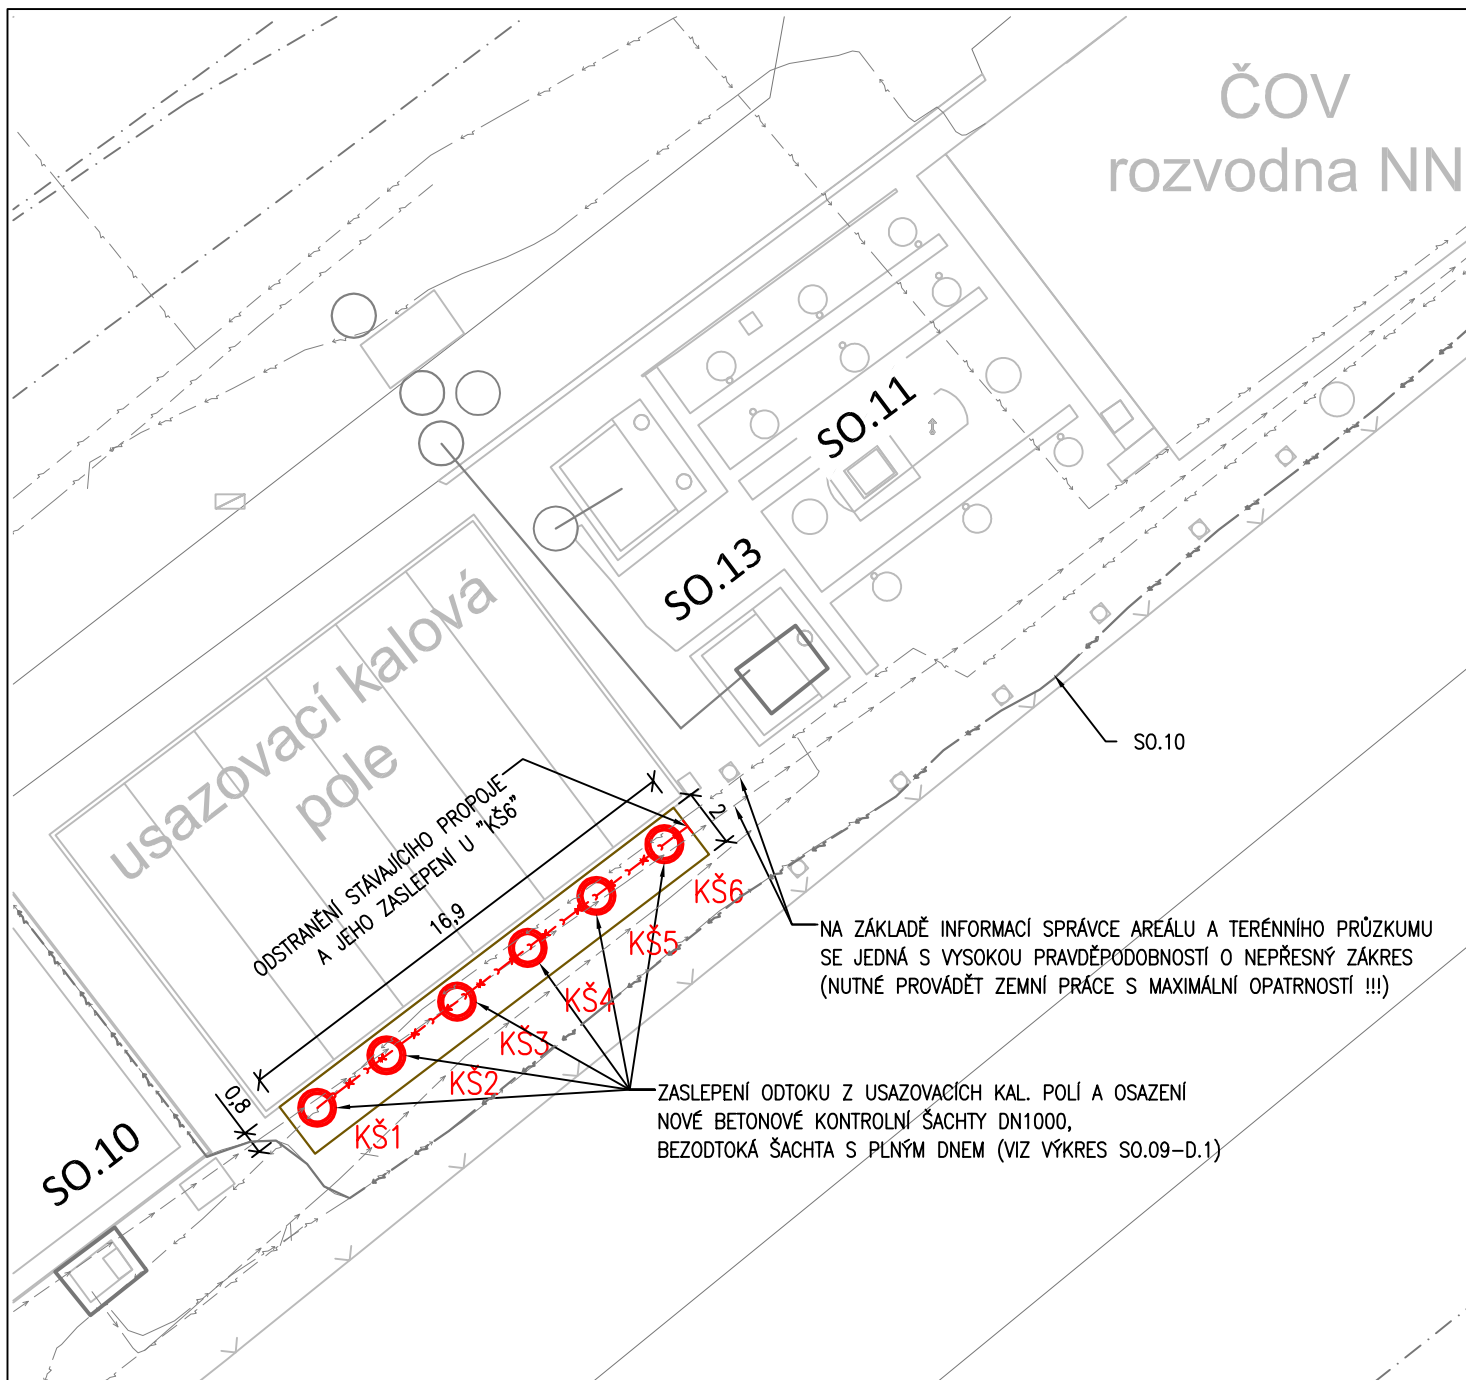 ČOV
rozvodna NN
SO.11
SO.13
usazovací kalová
pole
SO.10
ODSTRANĚNÍ STÁVAJÍCÍHO PROPOJE
A JEHO ZASLEPENÍ U "KŠ6"
16,9
2
0,8
KŠ6
KŠ5
KŠ4
KŠ3
KŠ2
KŠ1
NA ZÁKLADĚ INFORMACÍ SPRÁVCE AREÁLU A TERÉNNÍHO PRŮZKUMU
SE JEDNÁ S VYSOKOU PRAVDĚPODOBNOSTÍ O NEPŘESNÝ ZÁKRES
(NUTNÉ PROVÁDĚT ZEMNÍ PRÁCE S MAXIMÁLNÍ OPATRNOSTÍ !!!)
ZASLEPENÍ ODTOKU Z USAZOVACÍCH KAL. POLÍ A OSAZENÍ
NOVÉ BETONOVÉ KONTROLNÍ ŠACHTY DN1000,
BEZODTOKÁ ŠACHTA S PLNÝM DNEM (VIZ VÝKRES SO.09-D.1)
SO.10